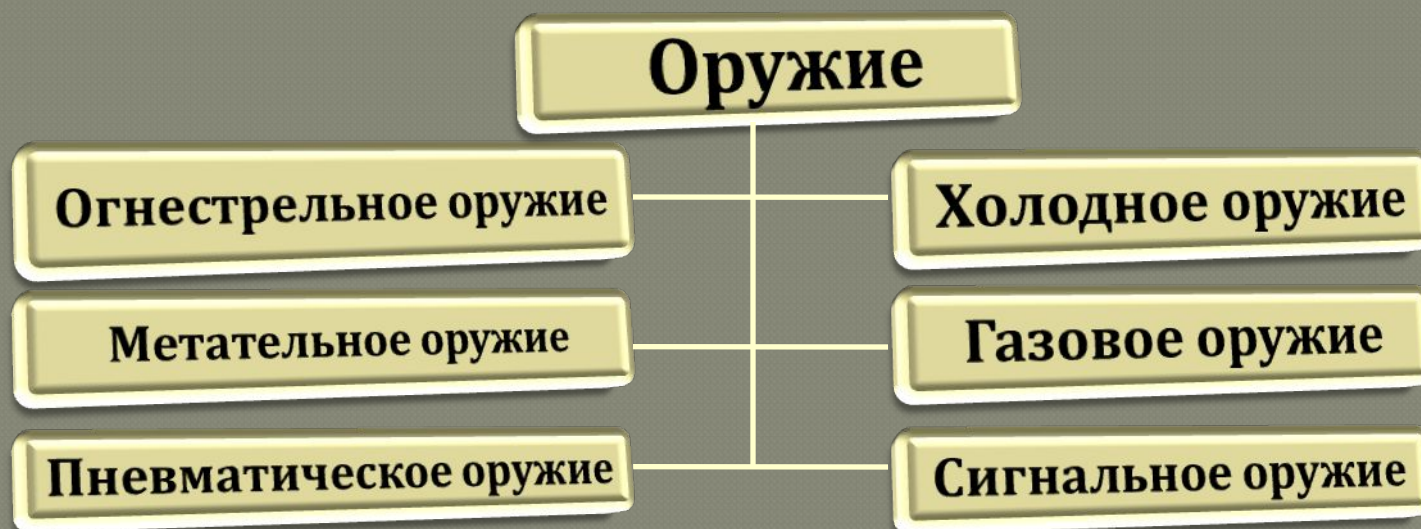 Оружие
Огнестрельное оружие
Холодное оружие
Метательное оружие
Газовое оружие
Пневматическое оружие
Сигнальное оружие